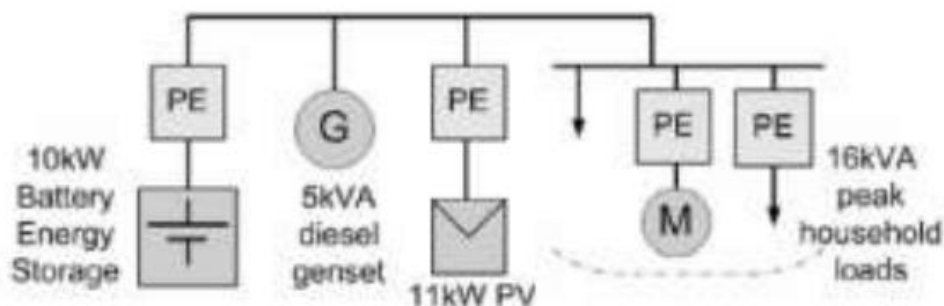 PE
G
PE
PE
PE
M
10kW
Battery
Energy
Storage
5kVA
diesel
genset
11kW PV
16kVA
peak
household
loads